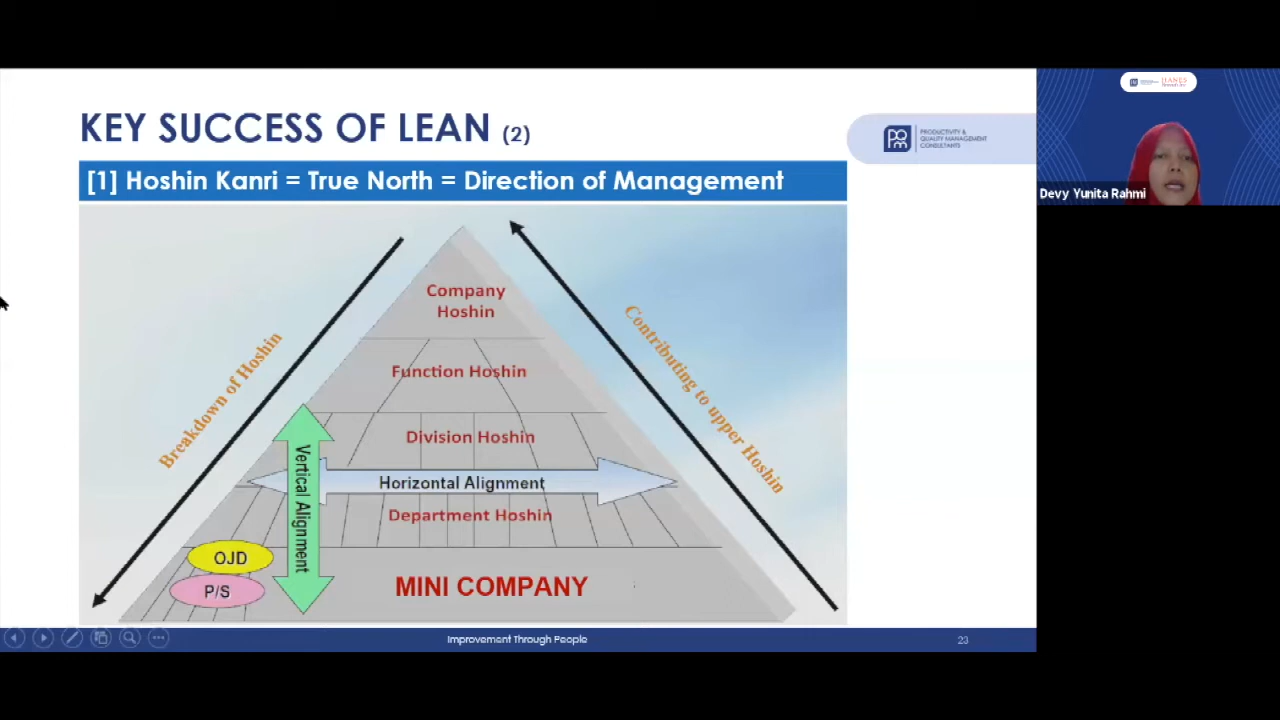 KEY SUCCESS OF LEAN (2)
PRODUCTIVITY &
QUALITY MANAGEMENT
CONSULTANTS
[1] Hoshin Kanri = True North = Direction of Management
Devy Yunita Rahmi
Company
Hoshin
Breakdown of Hoshin
Contributing to upper Hoshin
Function Hoshin
Division Hoshin
Vertical Alignment
Horizontal Alignment
Department Hoshin
OJD
P/S
MINI COMPANY
Improvement Through People
23